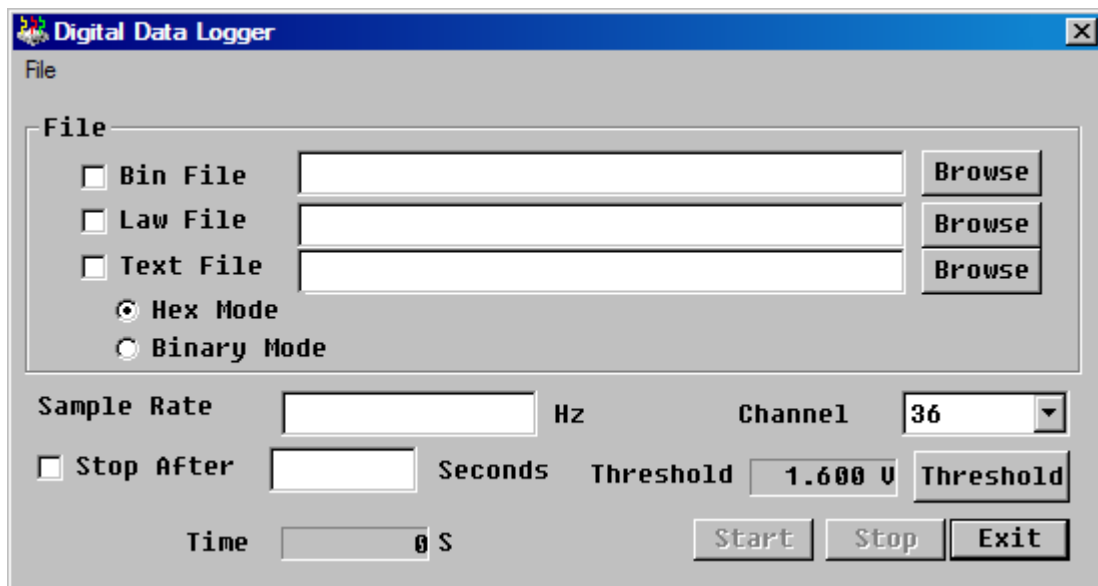 Digital Data Logger
File
File
Bin File Browse
Law File Browse
Text File Browse
Hex Mode
Binary Mode
Sample Rate Hz Channel 36
Stop After Seconds Threshold 1.600 V Threshold
Time 0 S Start Stop Exit